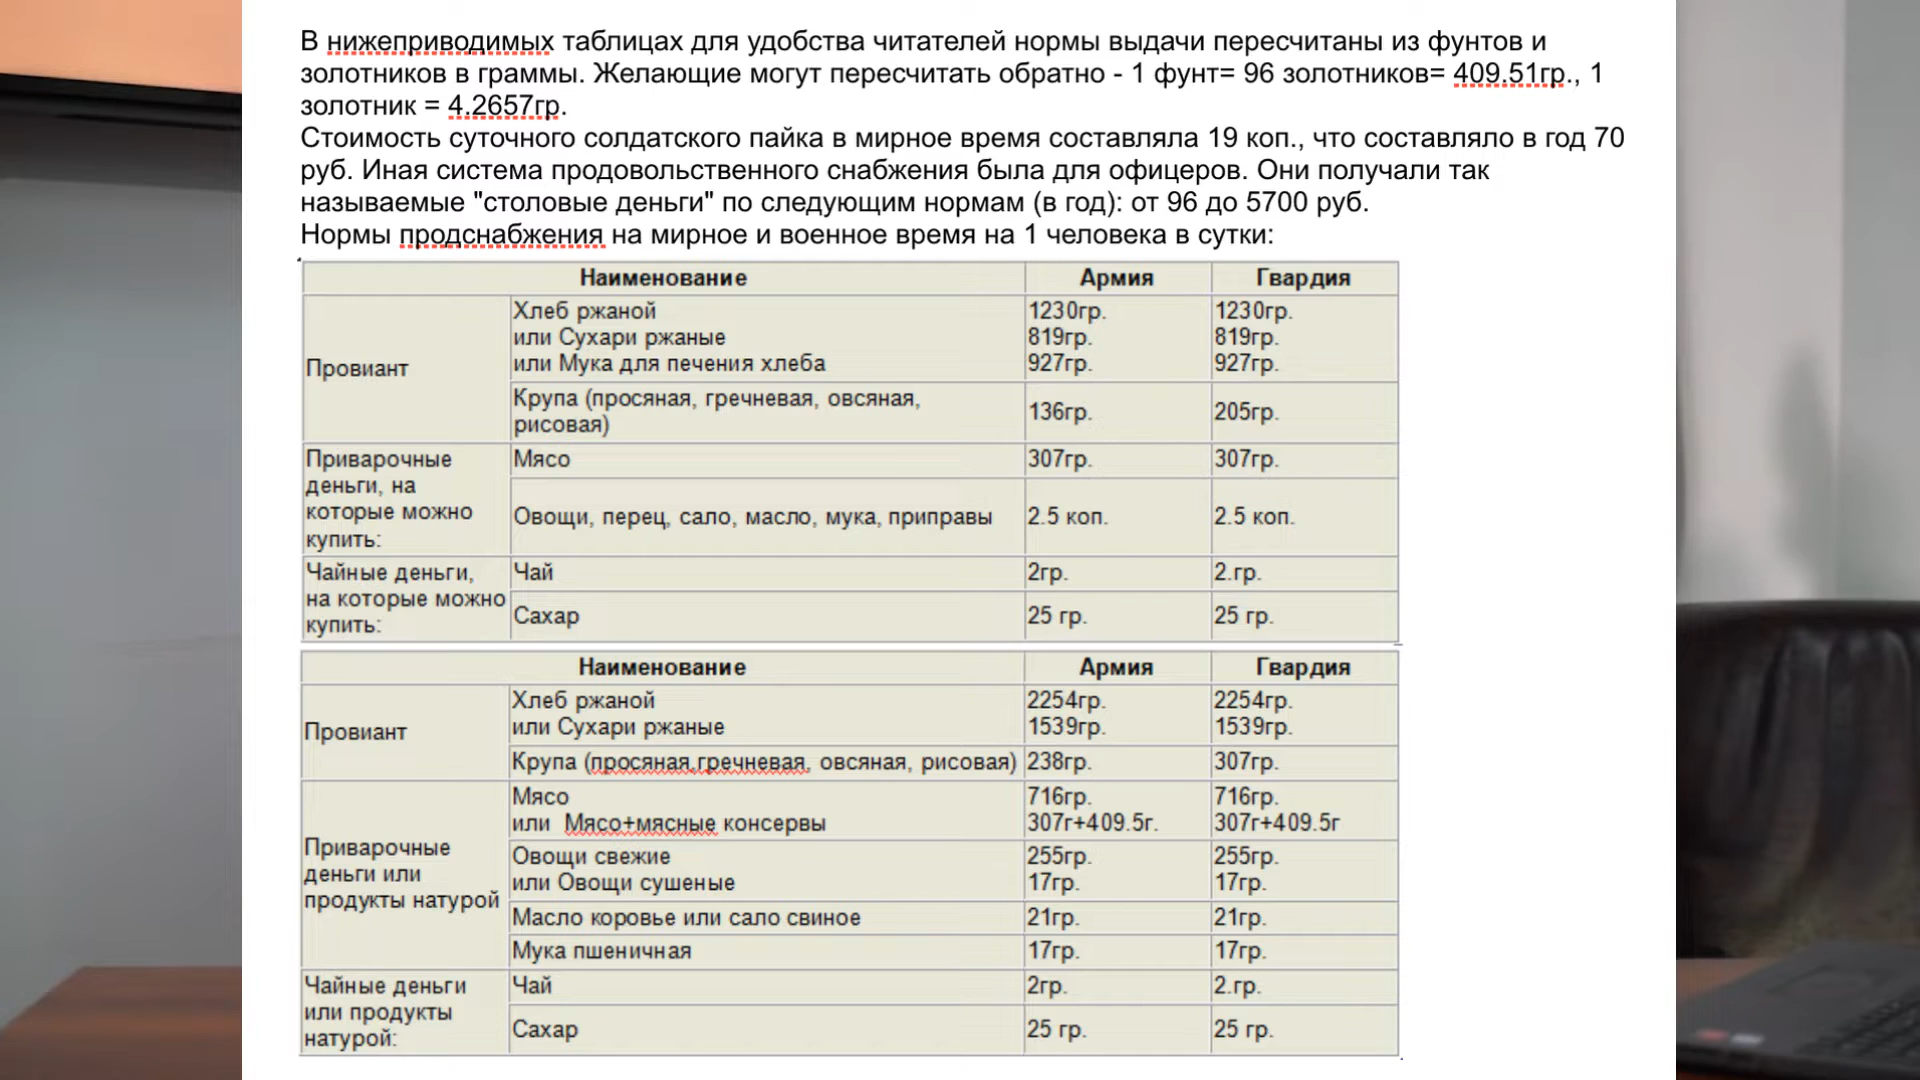 В нижеприводимых таблицах для удобства читателей нормы выдачи пересчитаны из фунтов и
золотников в граммы. Желающие могут пересчитать обратно - 1 фунт= 96 золотников= 409.51гр., 1
золотник = 4.2657гр.
Стоимость суточного солдатского пайка в мирное время составляла 19 коп., что составляло в год 70
руб. Иная система продовольственного снабжения была для офицеров. Они получали так
называемые "столовые деньги" по следующим нормам (в год): от 96 до 5700 руб.
Нормы продснабжения на мирное и военное время на 1 человека в сутки:
Наименование Армия Гвардия
Провиант
Хлеб ржаной 1230гр. 1230гр.
или Сухари ржаные 819гр. 819гр.
или Мука для печения хлеба 927гр. 927гр.
Крупа (просяная, гречневая, овсяная,
рисовая) 136гр. 205гр.
Приварочные
деньги, на
которые можно
купить:
Мясо 307гр. 307гр.
Овощи, перец, сало, масло, мука, приправы 2.5 коп. 2.5 коп.
Чайные деньги,
на которые можно
купить:
Чай 2гр. 2.гр.
Сахар 25 гр. 25 гр.
Наименование Армия Гвардия
Провиант
Хлеб ржаной 2254гр. 2254гр.
или Сухари ржаные 1539гр. 1539гр.
Крупа (просяная,гречневая, овсяная, рисовая) 238гр. 307гр.
Приварочные
деньги или
продукты натурой
Мясо 716гр. 716гр.
или Мясо+мясные консервы 307г+409.5г. 307г+409.5г
Овощи свежие 255гр. 255гр.
или Овощи сушеные 17гр. 17гр.
Масло коровье или сало свиное 21гр. 21гр.
Мука пшеничная 17гр. 17гр.
Чайные деньги
или продукты
натурой:
Чай 2гр. 2.гр.
Сахар 25 гр. 25 гр.